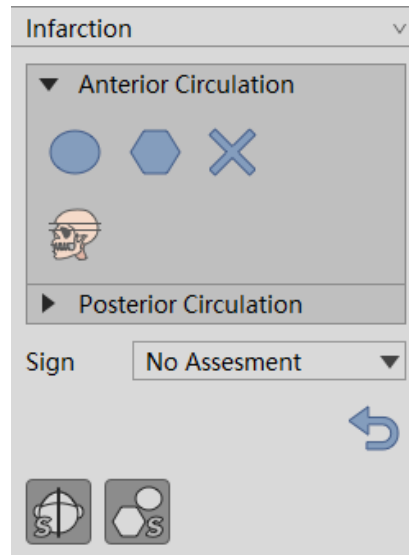 Infarction
Anterior Circulation
Posterior Circulation
Sign No Assesment
S S